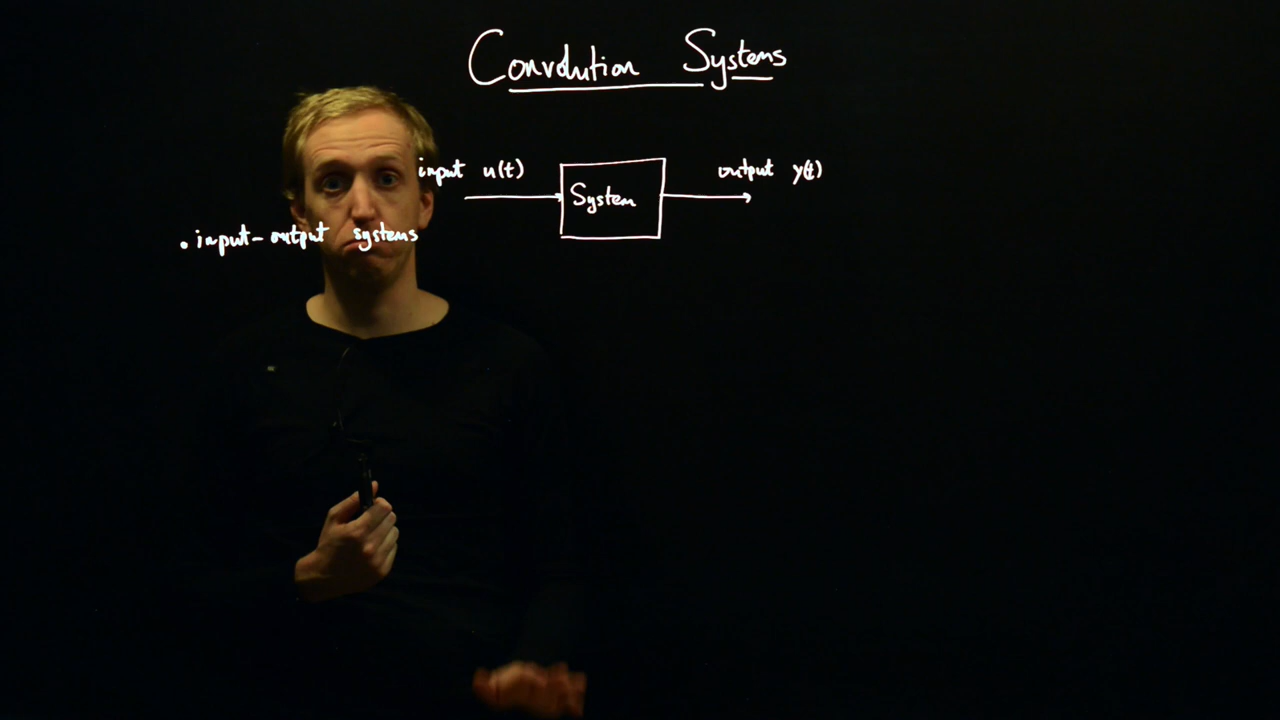 Convolution Systems
input u(t)
System
output y(t)
. input-output systems